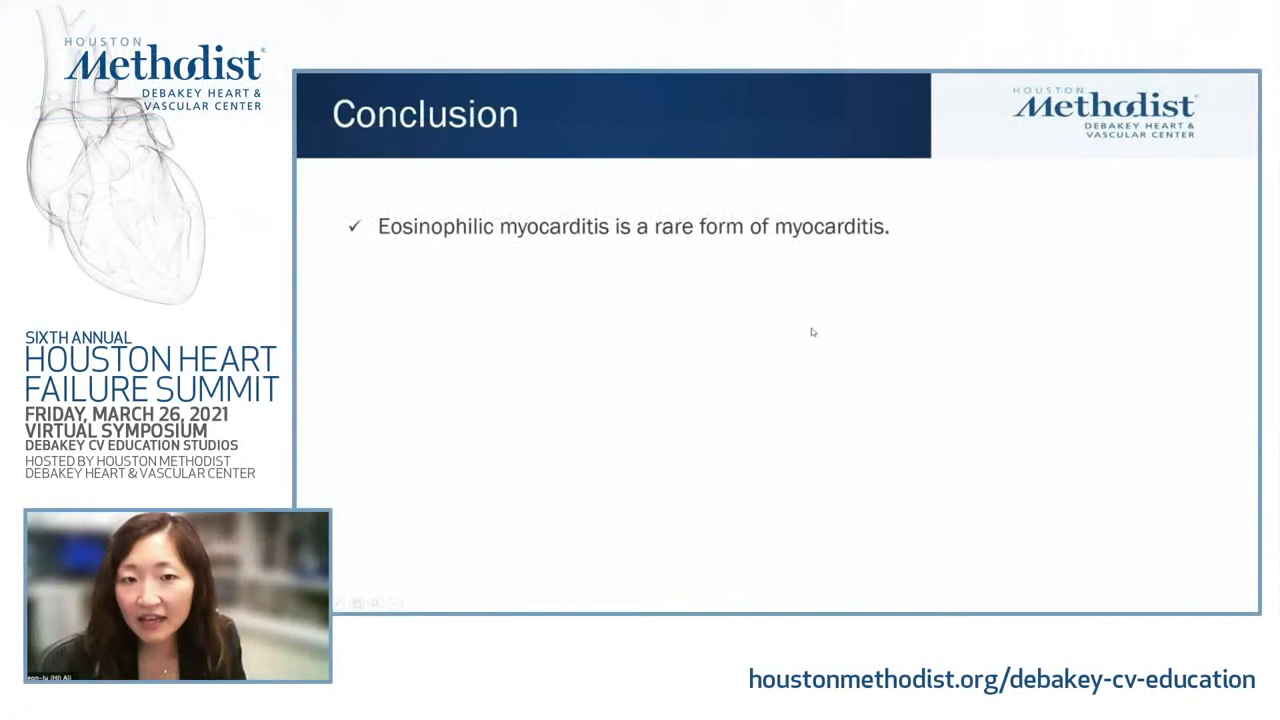 HOUSTON
Methodist®
DEBAKEY HEART &
VASCULAR CENTER
SIXTH ANNUAL
HOUSTON HEART
FAILURE SUMMIT
FRIDAY, MARCH 26, 2021
VIRTUAL SYMPOSIUM
DEBAKEY CV EDUCATION STUDIOS
HOSTED BY HOUSTON METHODIST
DEBAKEY HEART & VASCULAR CENTER
Conclusion
HOUSTON
Methodist®
DEBAKEY HEART &
VASCULAR CENTER
✓ Eosinophilic myocarditis is a rare form of myocarditis.
houstonmethodist.org/debakey-cv-education